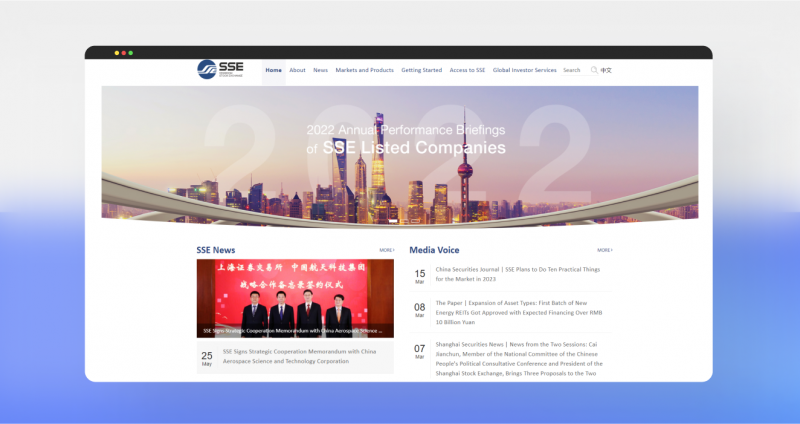 SSE
Home About News Markets and Products Getting Started Access to SSE Global Investor Services Search 中文
2022
2022 Annual Performance Briefings
of SSE Listed Companies
SSE News MORE
上海证券交易所 中国航天科技集团
战略合作备忘录签约仪式
SSE Signs Strategic Cooperation Memorandum with China Aerospace Science ...
25
May
SSE Signs Strategic Cooperation Memorandum with China
Aerospace Science and Technology Corporation
Media Voice MORE
15
Mar
China Securities Journal | SSE Plans to Do Ten Practical Things
for the Market in 2023
08
Mar
The Paper | Expansion of Asset Types: First Batch of New
Energy REITs Got Approved with Expected Financing Over RMB
10 Billion Yuan
07
Mar
Shanghai Securities News | News from the Two Sessions: Cai
Jianchun, Member of the National Committee of the Chinese
People's Political Consultative Conference and President of the
Shanghai Stock Exchange, Brings Three Proposals to the Two